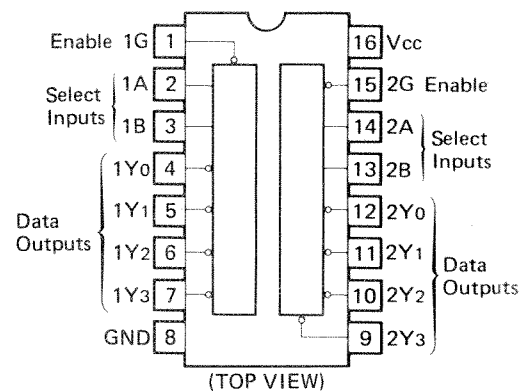 Enable 1G 1 16 Vcc
1A 2 15 2G Enable
Select Inputs
1B 3 14 2A
Select Inputs
1Y0 4 13 2B
1Y1 5 12 2Y0
Data Outputs
1Y2 6 11 2Y1
Data Outputs
1Y3 7 10 2Y2
GND 8 9 2Y3
(TOP VIEW)